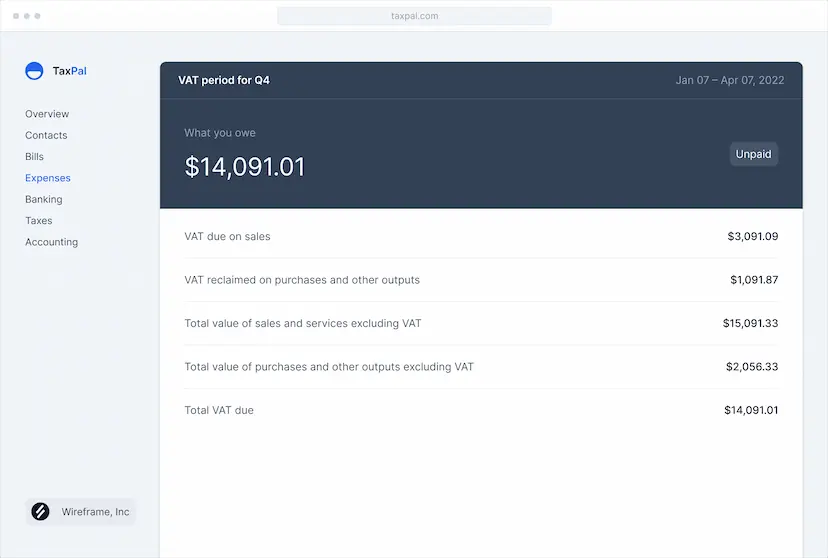 taxpal.com
TaxPal
Overview
Contacts
Bills
Expenses
Banking
Taxes
Accounting
Wireframe, Inc
VAT period for Q4 Jan 07 – Apr 07, 2022
What you owe
$14,091.01
Unpaid
VAT due on sales $3,091.09
VAT reclaimed on purchases and other outputs $1,091.87
Total value of sales and services excluding VAT $15,091.33
Total value of purchases and other outputs excluding VAT $2,056.33
Total VAT due $14,091.01